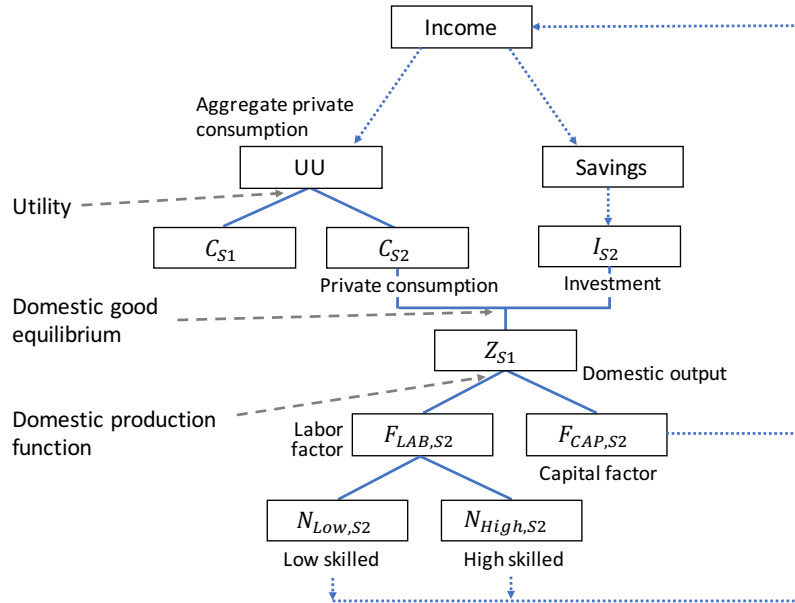 Income
Aggregate private
consumption
UU
Savings
Utility
C_{S1}
C_{S2}
I_{S2}
Private consumption
Investment
Domestic good
equilibrium
Z_{S1}
Domestic output
Domestic production
function
Labor
factor
F_{LAB,S2}
F_{CAP,S2}
Capital factor
N_{Low,S2}
N_{High,S2}
Low skilled
High skilled